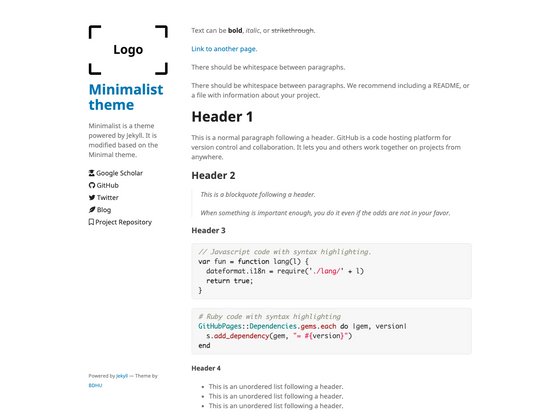 Logo
Minimalist
theme
Minimalist is a theme
powered by Jekyll. It is
modified based on the
Minimal theme.
Google Scholar
GitHub
Twitter
Blog
Project Repository
Powered by Jekyll — Theme by
BDHU
Text can be bold, italic, or strikethrough.
Link to another page.
There should be whitespace between paragraphs.
There should be whitespace between paragraphs. We recommend including a README, or
a file with information about your project.
Header 1
This is a normal paragraph following a header. GitHub is a code hosting platform for
version control and collaboration. It lets you and others work together on projects from
anywhere.
Header 2
This is a blockquote following a header.
When something is important enough, you do it even if the odds are not in your favor.
Header 3
// Javascript code with syntax highlighting.
var fun = function lang(l) {
  dateformat.i18n = require('./lang/' + l)
  return true;
}
# Ruby code with syntax highlighting
GitHubPages::Dependencies.gems.each do |gem, version|
  s.add_dependency(gem, "= #{version}")
end
Header 4
• This is an unordered list following a header.
• This is an unordered list following a header.
• This is an unordered list following a header.